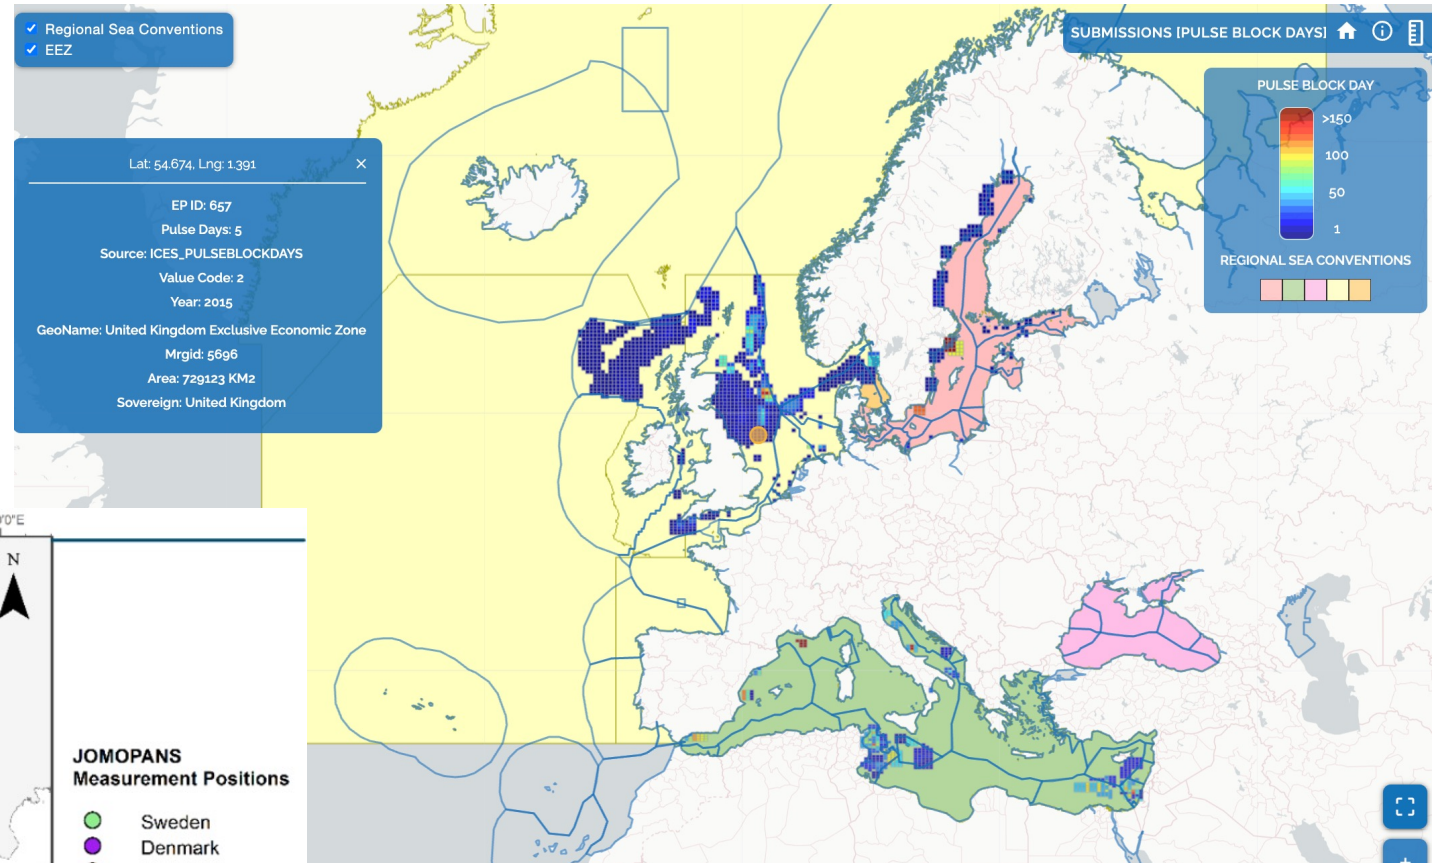 Regional Sea Conventions
EEZ
SUBMISSIONS [PULSE BLOCK DAYS]
PULSE BLOCK DAY
>150
100
50
1
REGIONAL SEA CONVENTIONS
Lat: 54.674, Lng: 1.391
×
EP ID: 657
Pulse Days: 5
Source: ICES_PULSEBLOCKDAYS
Value Code: 2
Year: 2015
GeoName: United Kingdom Exclusive Economic Zone
Mrgid: 5696
Area: 729123 KM2
Sovereign: United Kingdom
0'0"E
N
JOMOPANS
Measurement Positions
Sweden
Denmark